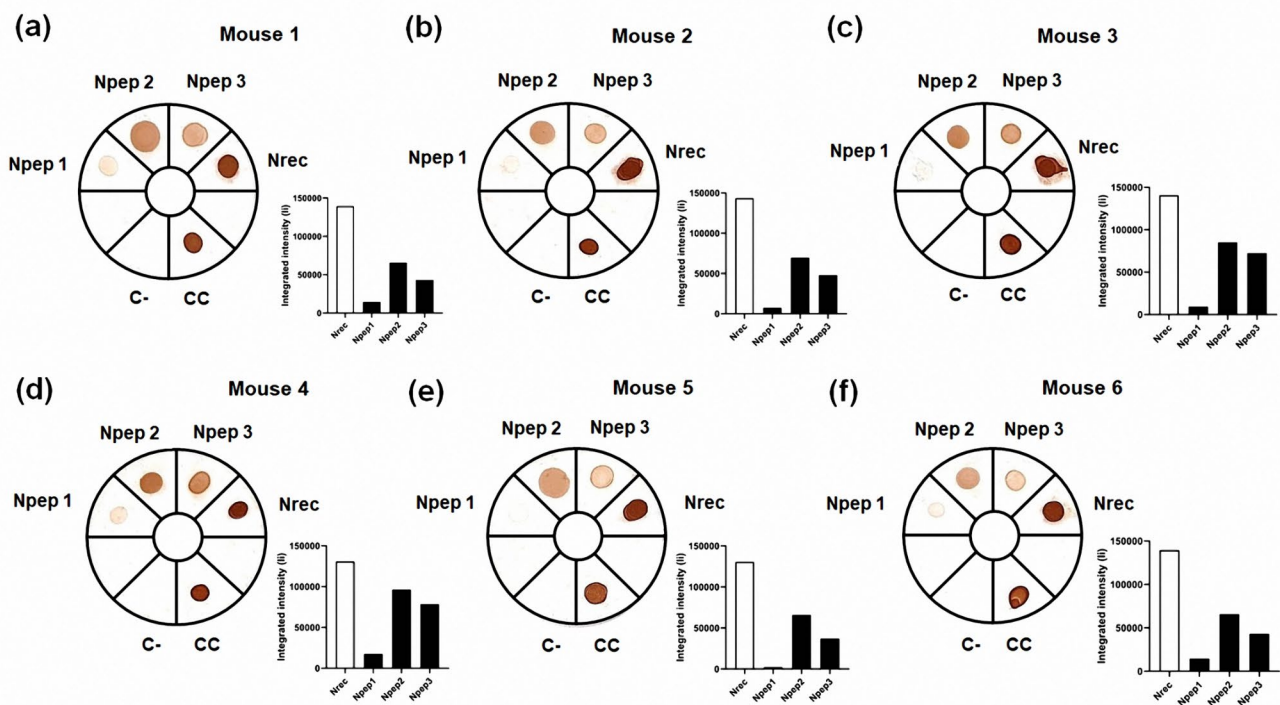 (a)
Mouse 1
Npep 2
Npep 3
Npep 1
Nrec
C-
CC
Integrated intensity (Ii)
150000
100000
50000
0
Nrec
Npep1
Npep2
Npep3
(b)
Mouse 2
Npep 2
Npep 3
Npep 1
Nrec
C-
CC
Integrated intensity (Ii)
150000
100000
50000
0
Nrec
Npep1
Npep2
Npep3
(c)
Mouse 3
Npep 2
Npep 3
Npep 1
Nrec
C-
CC
Integrated intensity (Ii)
150000
100000
50000
0
Nrec
Npep1
Npep2
Npep3
(d)
Mouse 4
Npep 2
Npep 3
Npep 1
Nrec
C-
CC
Integrated intensity (Ii)
150000
100000
50000
0
Nrec
Npep1
Npep2
Npep3
(e)
Mouse 5
Npep 2
Npep 3
Npep 1
Nrec
C-
CC
Integrated intensity (Ii)
150000
100000
50000
0
Nrec
Npep1
Npep2
Npep3
(f)
Mouse 6
Npep 2
Npep 3
Npep 1
Nrec
C-
CC
Integrated intensity (Ii)
150000
100000
50000
0
Nrec
Npep1
Npep2
Npep3